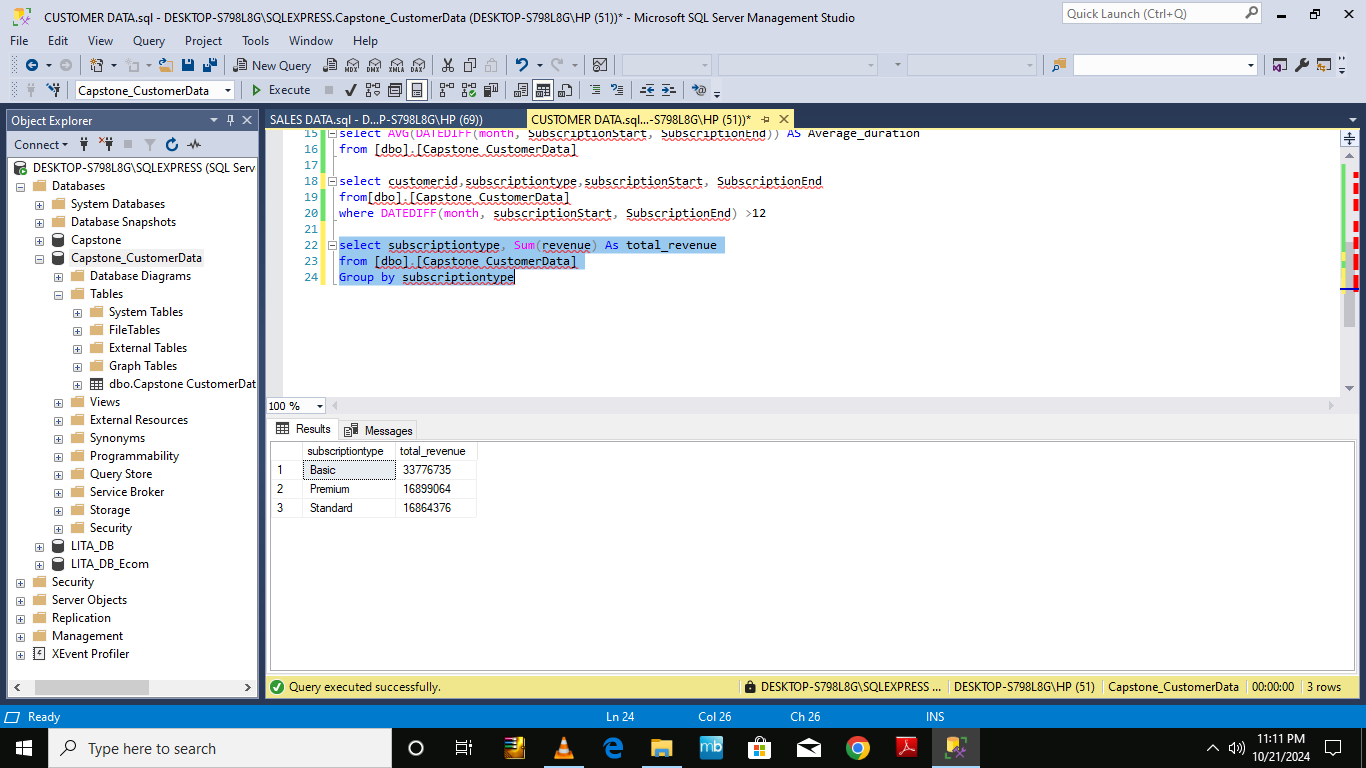 CUSTOMER DATA.sql - DESKTOP-S798L8G\SQLEXPRESS.Capstone_CustomerData (DESKTOP-S798L8G\HP (51))* - Microsoft SQL Server Management Studio
Quick Launch (Ctrl+Q)
File Edit View Query Project Tools Window Help
New Query MDX DMX XMLA DAX
Capstone_CustomerData Execute
Object Explorer
SALES DATA.sql - D...P-S798L8G\HP (69))
CUSTOMER DATA.sql...-S798L8G\HP (51))*
Connect
DESKTOP-S798L8G\SQLEXPRESS (SQL Serv
Databases
System Databases
Database Snapshots
Capstone
Capstone_CustomerData
Database Diagrams
Tables
System Tables
FileTables
External Tables
Graph Tables
dbo.Capstone CustomerDat
Views
External Resources
Synonyms
Programmability
Query Store
Service Broker
Storage
Security
LITA_DB
LITA_DB_Ecom
Security
Server Objects
Replication
Management
XEvent Profiler
15 select AVG(DATEDIFF(month, SubscriptionStart, SubscriptionEnd)) AS Average_duration
16 from [dbo].[Capstone CustomerData]
17
18 select customerid,subscriptiontype,subscriptionStart, SubscriptionEnd
19 from[dbo].[Capstone CustomerData]
20 where DATEDIFF(month, subscriptionStart, SubscriptionEnd) >12
21
22 select subscriptiontype, Sum(revenue) As total_revenue
23 from [dbo].[Capstone CustomerData]
24 Group by subscriptiontype
100 %
Results Messages
subscriptiontype total_revenue
1 Basic 33776735
2 Premium 16899064
3 Standard 16864376
Query executed successfully.
DESKTOP-S798L8G\SQLEXPRESS ... DESKTOP-S798L8G\HP (51) Capstone_CustomerData 00:00:00 3 rows
Ready Ln 24 Col 26 Ch 26 INS
Type here to search
mb
11:11 PM
10/21/2024